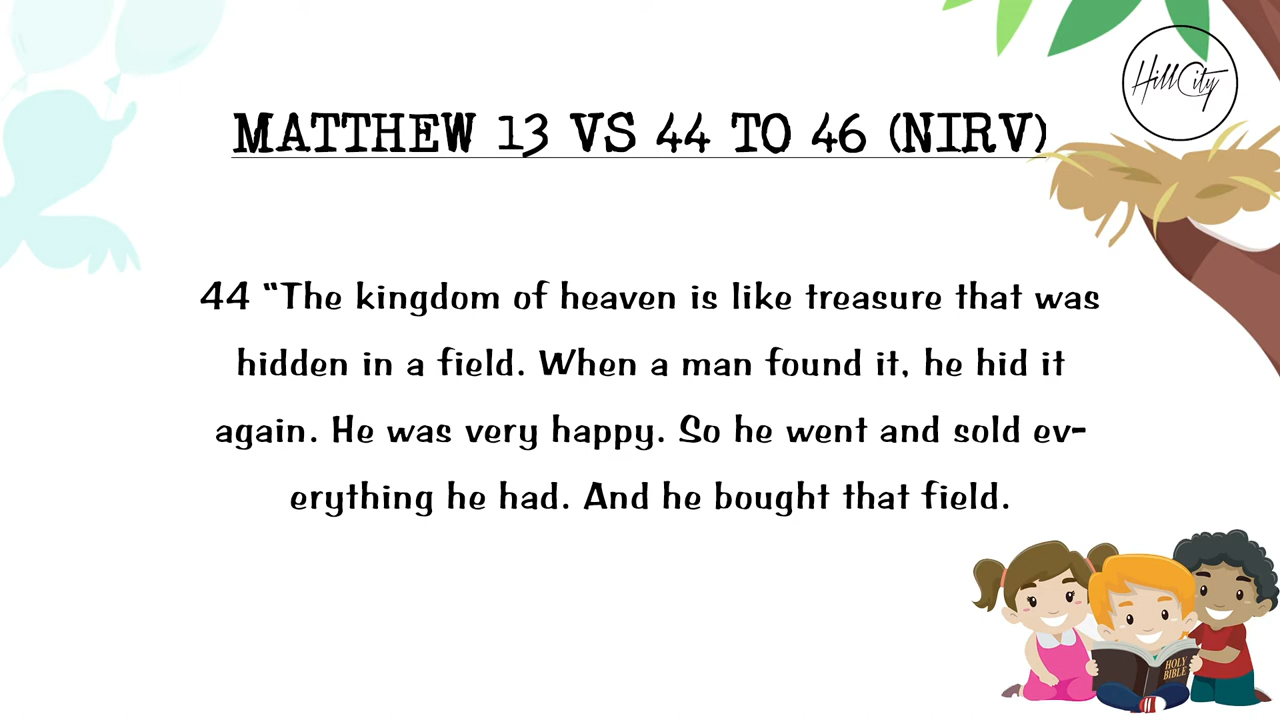 HillCity
MATTHEW 13 VS 44 TO 46 (NIRV)
44 “The kingdom of heaven is like treasure that was
hidden in a field. When a man found it, he hid it
again. He was very happy. So he went and sold ev-
erything he had. And he bought that field.
HOLY
BIBLE